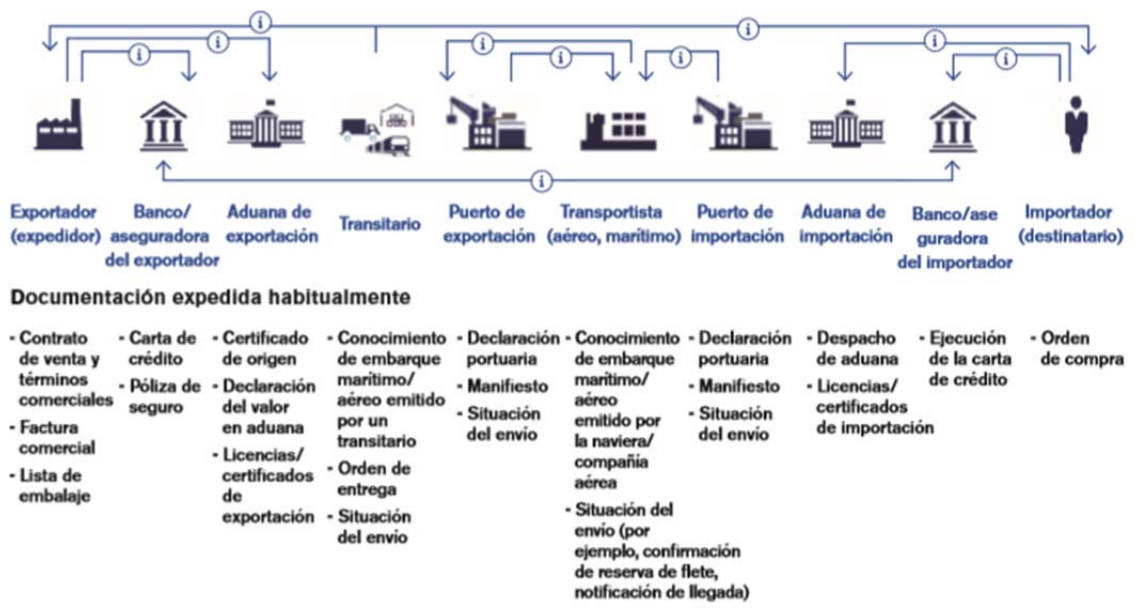 Exportador
(expedidor)
Banco/
aseguradora
del exportador
Aduana de
exportación
Transitario
Puerto de
exportación
Transportista
(aéreo, marítimo)
Puerto de
importación
Aduana de
importación
Banco/ase
guradora
del importador
Importador
(destinatario)
Documentación expedida habitualmente
- Contrato
de venta y
términos
comerciales
- Factura
comercial
- Lista de
embalaje
- Carta de
crédito
- Póliza de
seguro
- Certificado
de origen
- Declaración
del valor
en aduana
- Licencias/
certificados
de
exportación
- Conocimiento
de embarque
marítimo/
aéreo emitido
por un
transitario
- Orden de
entrega
- Situación
del envío
- Declaración
portuaria
- Manifiesto
- Situación
del envío
- Conocimiento
de embarque
marítimo/
aéreo
emitido por
la naviera/
compañía
aérea
- Situación del
envío (por
ejemplo, confirmación
de reserva de flete,
notificación de llegada)
- Declaración
portuaria
- Manifiesto
- Situación
del envío
- Despacho
de aduana
- Licencias/
certificados
de importación
- Ejecución
de la carta
de crédito
- Orden
de compra